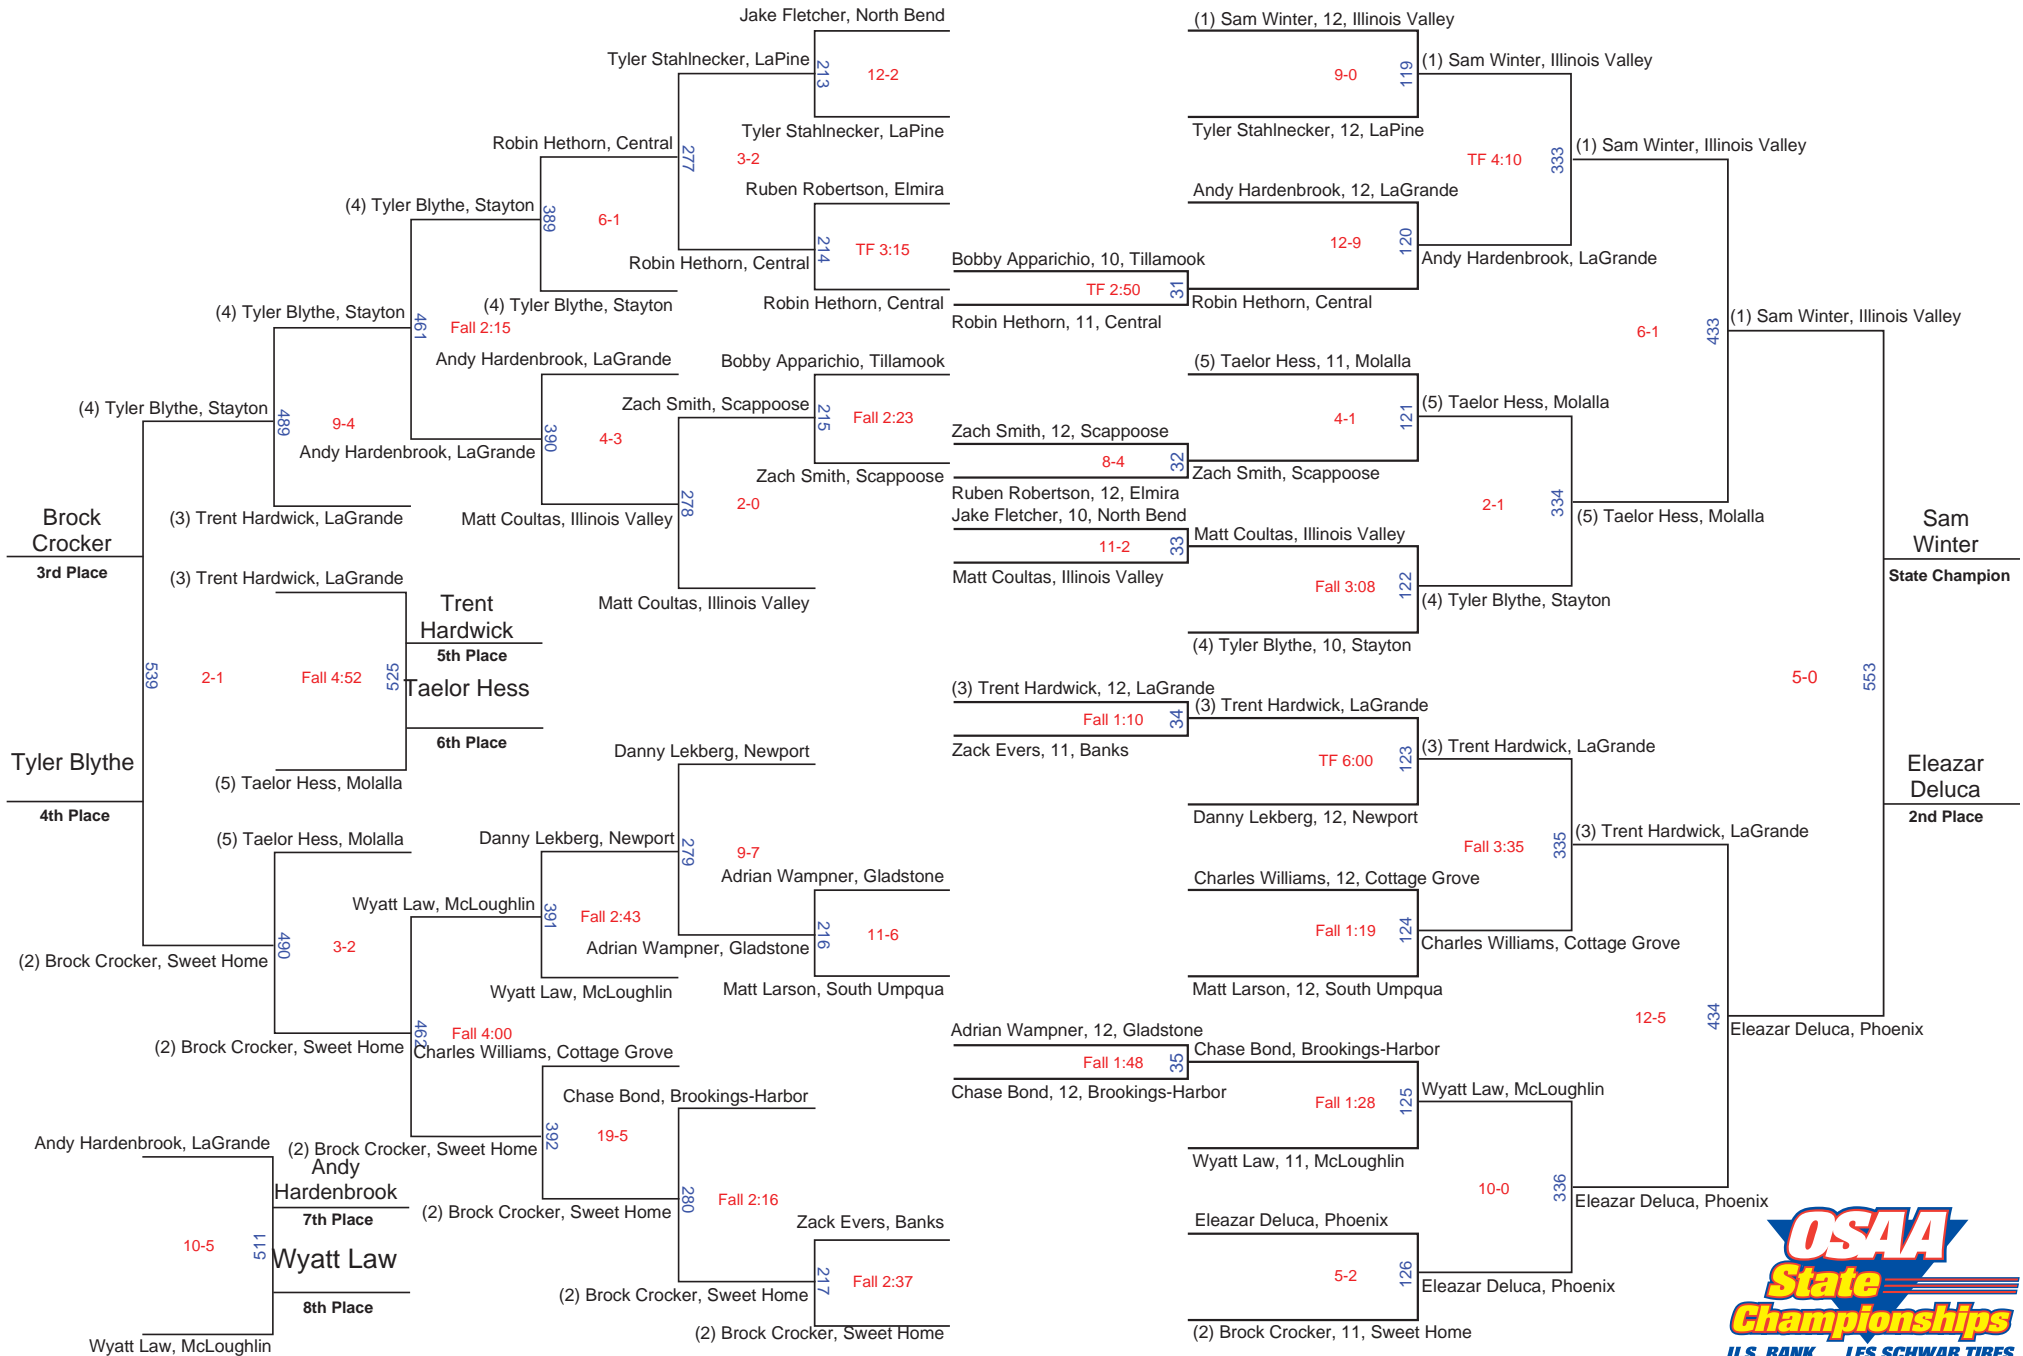 Jake Fletcher, North Bend
(1) Sam Winter, 12, Illinois Valley
Tyler Stahlnecker, LaPine
213
12-2
9-0
119
(1) Sam Winter, Illinois Valley
Tyler Stahlnecker, LaPine
Tyler Stahlnecker, 12, LaPine
Robin Hethorn, Central
277
3-2
TF 4:10
333
(1) Sam Winter, Illinois Valley
Ruben Robertson, Elmira
Andy Hardenbrook, 12, LaGrande
(4) Tyler Blythe, Stayton
389
6-1
214
TF 3:15
12-9
120
Robin Hethorn, Central
Bobby Apparichio, 10, Tillamook
Andy Hardenbrook, LaGrande
TF 2:50
31
(4) Tyler Blythe, Stayton
Robin Hethorn, Central
Robin Hethorn, Central
(4) Tyler Blythe, Stayton
461
Fall 2:15
Robin Hethorn, 11, Central
6-1
433
(1) Sam Winter, Illinois Valley
Andy Hardenbrook, LaGrande
Bobby Apparichio, Tillamook
(5) Taelor Hess, 11, Molalla
(4) Tyler Blythe, Stayton
489
9-4
Zach Smith, Scappoose
215
Fall 2:23
4-1
121
(5) Taelor Hess, Molalla
Andy Hardenbrook, LaGrande
390
4-3
Zach Smith, 12, Scappoose
8-4
32
Zach Smith, Scappoose
Zach Smith, Scappoose
Ruben Robertson, 12, Elmira
278
2-0
2-1
334
(3) Trent Hardwick, LaGrande
Matt Coultas, Illinois Valley
Jake Fletcher, 10, North Bend
(5) Taelor Hess, Molalla
Brock
Crocker
3rd Place
11-2
33
Matt Coultas, Illinois Valley
Sam
Winter
State Champion
(3) Trent Hardwick, LaGrande
Matt Coultas, Illinois Valley
Fall 3:08
122
Trent
Hardwick
5th Place
Matt Coultas, Illinois Valley
(4) Tyler Blythe, Stayton
(4) Tyler Blythe, 10, Stayton
539
2-1
Fall 4:52
525
5-0
553
Taelor Hess
6th Place
(3) Trent Hardwick, 12, LaGrande
Fall 1:10
34
(3) Trent Hardwick, LaGrande
Zack Evers, 11, Banks
Danny Lekberg, Newport
TF 6:00
123
(3) Trent Hardwick, LaGrande
Tyler Blythe
4th Place
(5) Taelor Hess, Molalla
Eleazar
Deluca
2nd Place
Danny Lekberg, 12, Newport
(5) Taelor Hess, Molalla
Danny Lekberg, Newport
279
9-7
Fall 3:35
335
(3) Trent Hardwick, LaGrande
Adrian Wampner, Gladstone
Charles Williams, 12, Cottage Grove
Wyatt Law, McLoughlin
391
Fall 2:43
216
11-6
Fall 1:19
124
490
3-2
Adrian Wampner, Gladstone
Charles Williams, Cottage Grove
(2) Brock Crocker, Sweet Home
Wyatt Law, McLoughlin
Matt Larson, South Umpqua
Matt Larson, 12, South Umpqua
462
Fall 4:00
Adrian Wampner, 12, Gladstone
12-5
434
Eleazar Deluca, Phoenix
(2) Brock Crocker, Sweet Home
Charles Williams, Cottage Grove
Fall 1:48
35
Chase Bond, Brookings-Harbor
Chase Bond, Brookings-Harbor
Chase Bond, 12, Brookings-Harbor
Fall 1:28
125
Wyatt Law, McLoughlin
392
19-5
Andy Hardenbrook, LaGrande
(2) Brock Crocker, Sweet Home
Wyatt Law, 11, McLoughlin
Andy
Hardenbrook
7th Place
280
Fall 2:16
10-0
336
Eleazar Deluca, Phoenix
(2) Brock Crocker, Sweet Home
Zack Evers, Banks
Eleazar Deluca, Phoenix
10-5
511
Wyatt Law
8th Place
217
Fall 2:37
5-2
126
Eleazar Deluca, Phoenix
(2) Brock Crocker, Sweet Home
(2) Brock Crocker, Sweet Home
(2) Brock Crocker, 11, Sweet Home
Wyatt Law, McLoughlin
OSAA
State
Championships
U.S. BANK LES SCHWAB TIRES